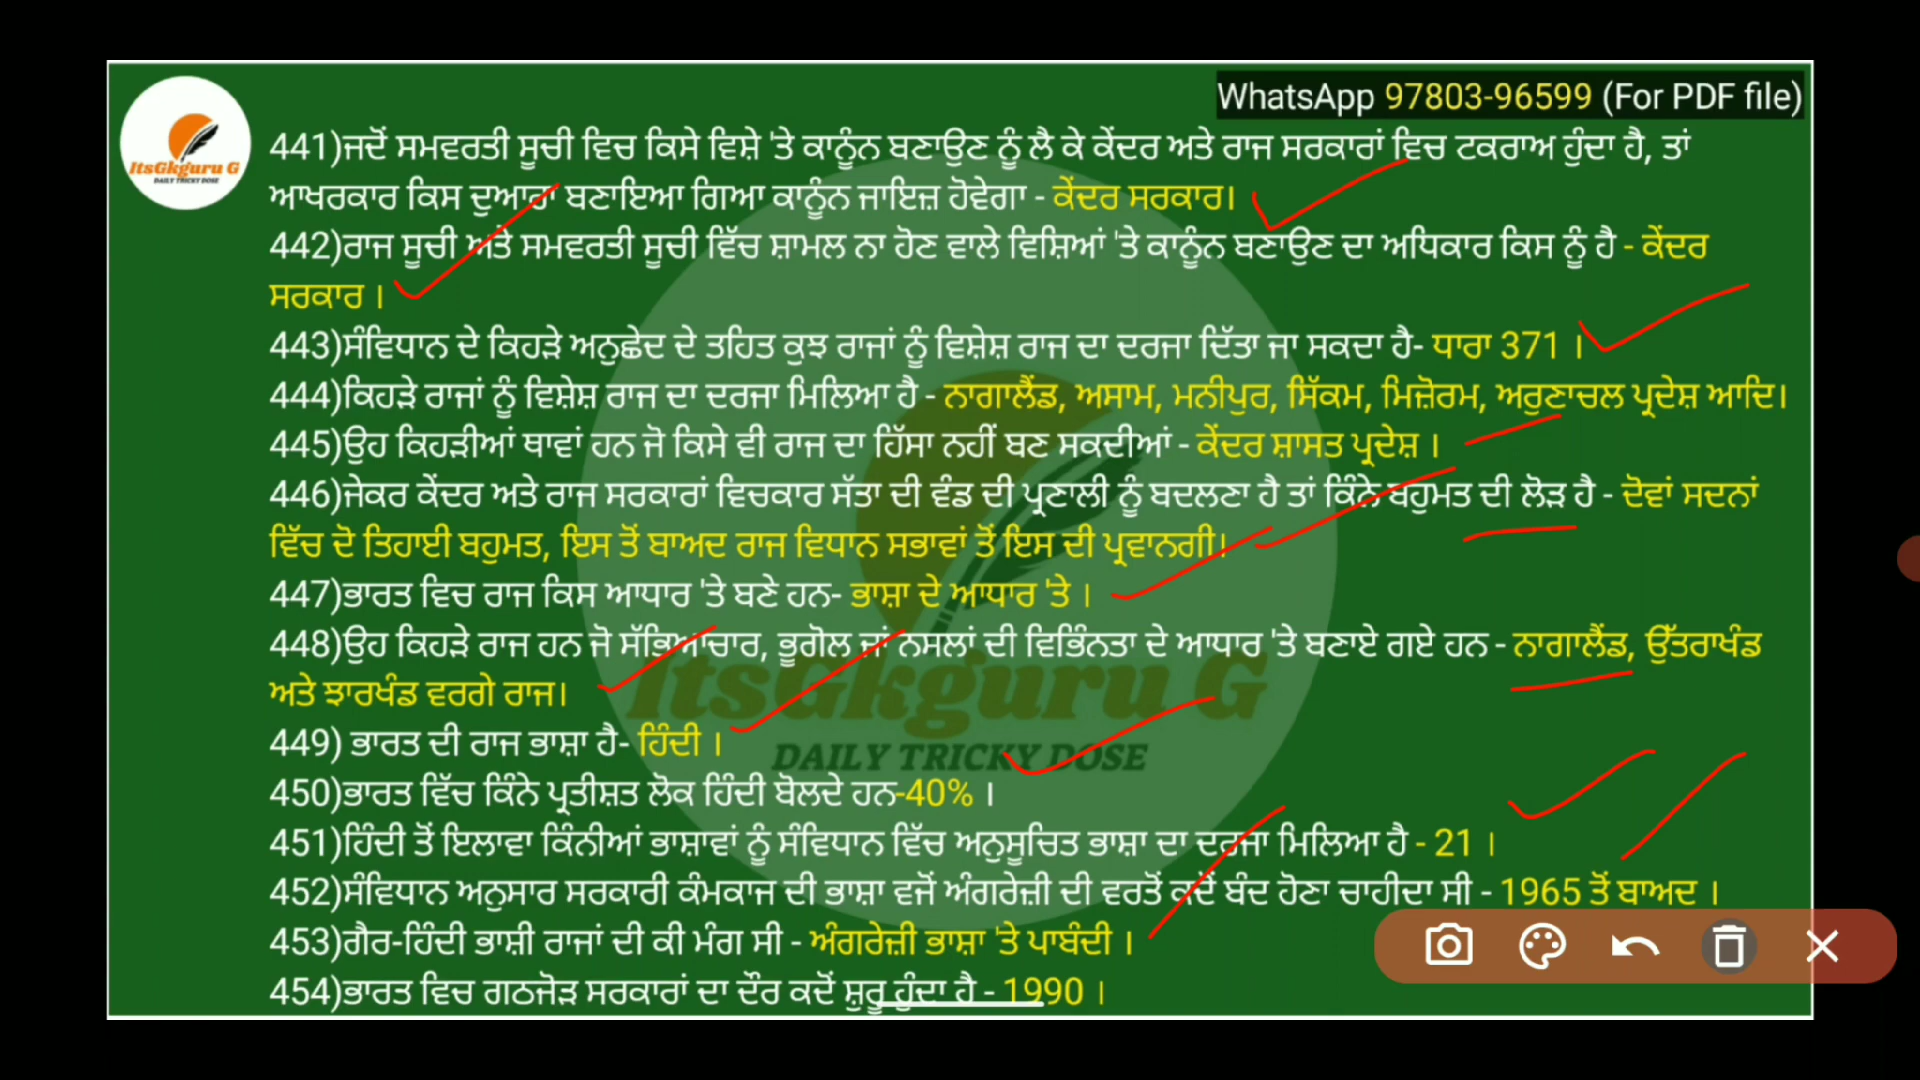 WhatsApp 97803-96599 (For PDF file)
ItsGkguru G
DAILY TRICKY DOSE
441)ਜਦੋਂ ਸਮਵਰਤੀ ਸੂਚੀ ਵਿਚ ਕਿਸੇ ਵਿਸ਼ੇ 'ਤੇ ਕਾਨੂੰਨ ਬਣਾਉਣ ਨੂੰ ਲੈ ਕੇ ਕੇਂਦਰ ਅਤੇ ਰਾਜ ਸਰਕਾਰਾਂ ਵਿਚ ਟਕਰਾਅ ਹੁੰਦਾ ਹੈ, ਤਾਂ
ਆਖਰਕਾਰ ਕਿਸ ਦੁਆਰਾ ਬਣਾਇਆ ਗਿਆ ਕਾਨੂੰਨ ਜਾਇਜ਼ ਹੋਵੇਗਾ - ਕੇਂਦਰ ਸਰਕਾਰ।
442)ਰਾਜ ਸੂਚੀ ਅਤੇ ਸਮਵਰਤੀ ਸੂਚੀ ਵਿੱਚ ਸ਼ਾਮਲ ਨਾ ਹੋਣ ਵਾਲੇ ਵਿਸ਼ਿਆਂ 'ਤੇ ਕਾਨੂੰਨ ਬਣਾਉਣ ਦਾ ਅਧਿਕਾਰ ਕਿਸ ਨੂੰ ਹੈ - ਕੇਂਦਰ
ਸਰਕਾਰ ।
443)ਸੰਵਿਧਾਨ ਦੇ ਕਿਹੜੇ ਅਨੁਛੇਦ ਦੇ ਤਹਿਤ ਕੁਝ ਰਾਜਾਂ ਨੂੰ ਵਿਸ਼ੇਸ਼ ਰਾਜ ਦਾ ਦਰਜਾ ਦਿੱਤਾ ਜਾ ਸਕਦਾ ਹੈ- ਧਾਰਾ 371 ।
444)ਕਿਹੜੇ ਰਾਜਾਂ ਨੂੰ ਵਿਸ਼ੇਸ਼ ਰਾਜ ਦਾ ਦਰਜਾ ਮਿਲਿਆ ਹੈ - ਨਾਗਾਲੈਂਡ, ਅਸਾਮ, ਮਨੀਪੁਰ, ਸਿੱਕਮ, ਮਿਜ਼ੋਰਮ, ਅਰੁਣਾਚਲ ਪ੍ਰਦੇਸ਼ ਆਦਿ।
445)ਉਹ ਕਿਹੜੀਆਂ ਥਾਵਾਂ ਹਨ ਜੋ ਕਿਸੇ ਵੀ ਰਾਜ ਦਾ ਹਿੱਸਾ ਨਹੀਂ ਬਣ ਸਕਦੀਆਂ - ਕੇਂਦਰ ਸ਼ਾਸਤ ਪ੍ਰਦੇਸ਼ ।
446)ਜੇਕਰ ਕੇਂਦਰ ਅਤੇ ਰਾਜ ਸਰਕਾਰਾਂ ਵਿਚਕਾਰ ਸੱਤਾ ਦੀ ਵੰਡ ਦੀ ਪ੍ਰਣਾਲੀ ਨੂੰ ਬਦਲਣਾ ਹੈ ਤਾਂ ਕਿੰਨੇ ਬਹੁਮਤ ਦੀ ਲੋੜ ਹੈ - ਦੋਵਾਂ ਸਦਨਾਂ
ਵਿੱਚ ਦੋ ਤਿਹਾਈ ਬਹੁਮਤ, ਇਸ ਤੋਂ ਬਾਅਦ ਰਾਜ ਵਿਧਾਨ ਸਭਾਵਾਂ ਤੋਂ ਇਸ ਦੀ ਪ੍ਰਵਾਨਗੀ।
447)ਭਾਰਤ ਵਿਚ ਰਾਜ ਕਿਸ ਆਧਾਰ 'ਤੇ ਬਣੇ ਹਨ- ਭਾਸ਼ਾ ਦੇ ਆਧਾਰ 'ਤੇ ।
448)ਉਹ ਕਿਹੜੇ ਰਾਜ ਹਨ ਜੋ ਸੱਭਿਆਚਾਰ, ਭੂਗੋਲ ਜਾਂ ਨਸਲਾਂ ਦੀ ਵਿਭਿੰਨਤਾ ਦੇ ਆਧਾਰ 'ਤੇ ਬਣਾਏ ਗਏ ਹਨ - ਨਾਗਾਲੈਂਡ, ਉੱਤਰਾਖੰਡ
ਅਤੇ ਝਾਰਖੰਡ ਵਰਗੇ ਰਾਜ।
ItsGkguru G
449) ਭਾਰਤ ਦੀ ਰਾਜ ਭਾਸ਼ਾ ਹੈ- ਹਿੰਦੀ ।
DAILY TRICKY DOSE
450)ਭਾਰਤ ਵਿੱਚ ਕਿੰਨੇ ਪ੍ਰਤੀਸ਼ਤ ਲੋਕ ਹਿੰਦੀ ਬੋਲਦੇ ਹਨ-40% ।
451)ਹਿੰਦੀ ਤੋਂ ਇਲਾਵਾ ਕਿੰਨੀਆਂ ਭਾਸ਼ਾਵਾਂ ਨੂੰ ਸੰਵਿਧਾਨ ਵਿੱਚ ਅਨੁਸੂਚਿਤ ਭਾਸ਼ਾ ਦਾ ਦਰਜਾ ਮਿਲਿਆ ਹੈ - 21 ।
452)ਸੰਵਿਧਾਨ ਅਨੁਸਾਰ ਸਰਕਾਰੀ ਕੰਮਕਾਜ ਦੀ ਭਾਸ਼ਾ ਵਜੋਂ ਅੰਗਰੇਜ਼ੀ ਦੀ ਵਰਤੋਂ ਕਦੋਂ ਬੰਦ ਹੋਣਾ ਚਾਹੀਦਾ ਸੀ - 1965 ਤੋਂ ਬਾਅਦ ।
453)ਗੈਰ-ਹਿੰਦੀ ਭਾਸ਼ੀ ਰਾਜਾਂ ਦੀ ਕੀ ਮੰਗ ਸੀ - ਅੰਗਰੇਜ਼ੀ ਭਾਸ਼ਾ 'ਤੇ ਪਾਬੰਦੀ ।
454)ਭਾਰਤ ਵਿਚ ਗਠਜੋੜ ਸਰਕਾਰਾਂ ਦਾ ਦੌਰ ਕਦੋਂ ਸ਼ੁਰੂ ਹੁੰਦਾ ਹੈ - 1990 ।